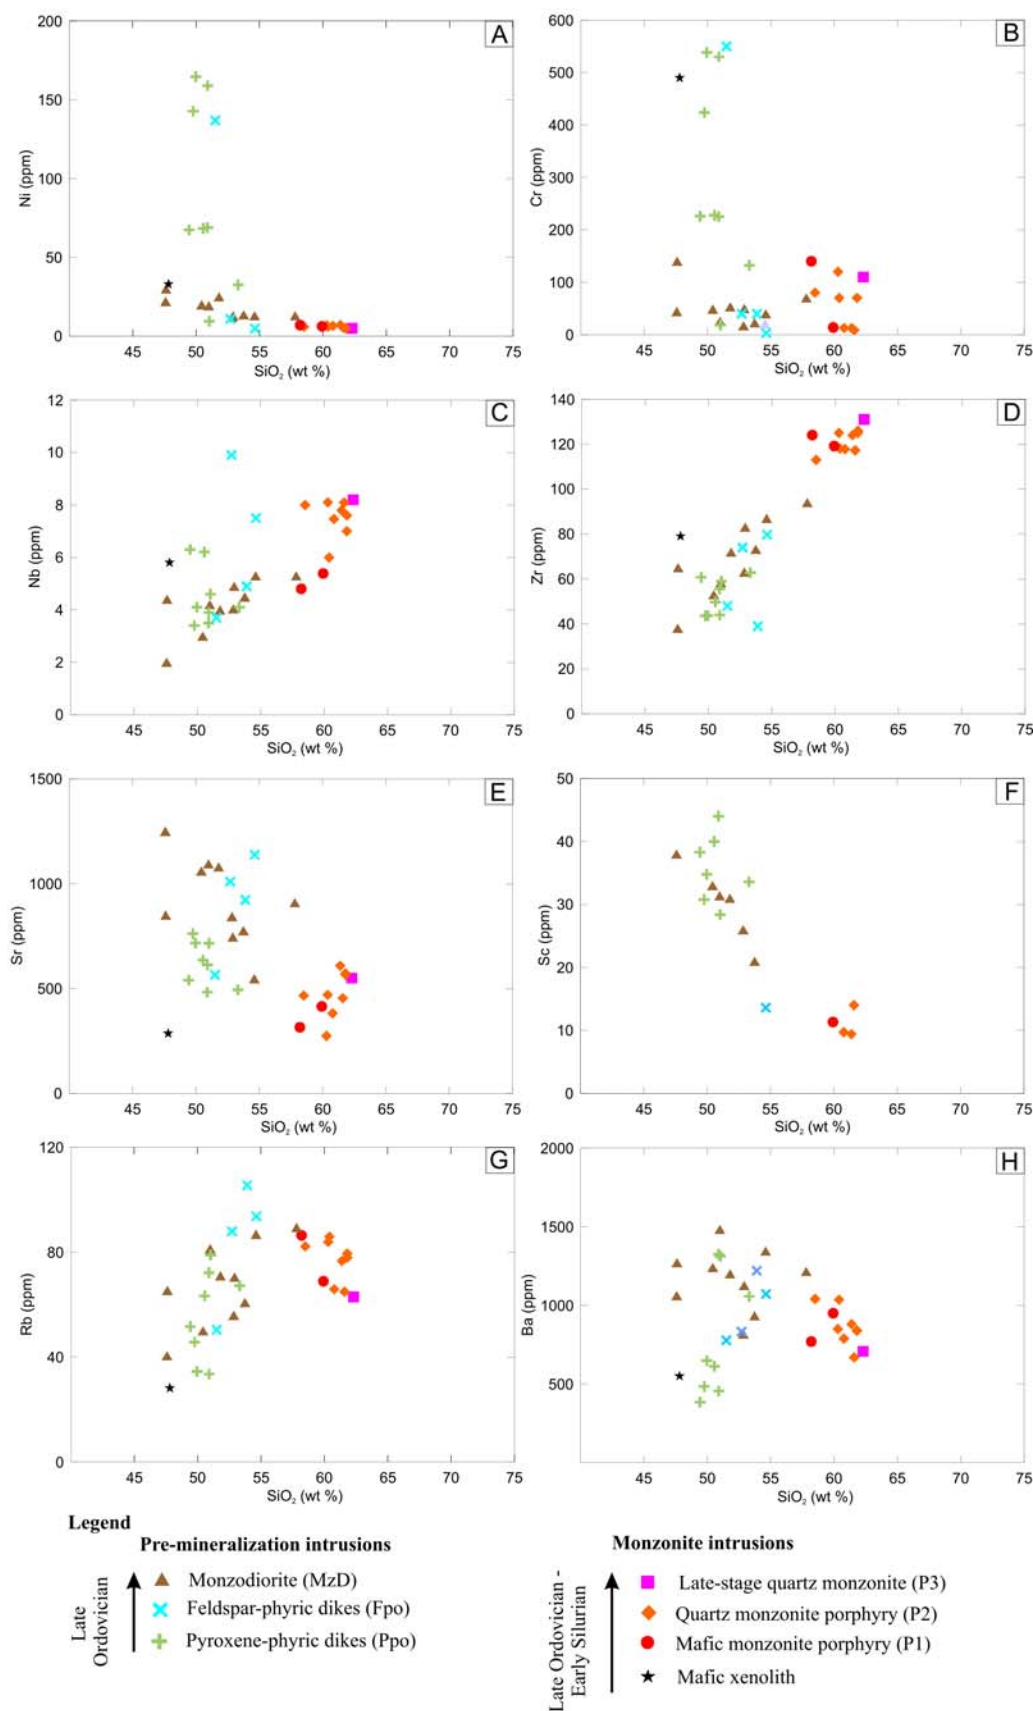 A
200
150
100
50
0
Ni (ppm)
45 50 55 60 65 70 75
SiO₂ (wt %)
B
600
500
400
300
200
100
0
Cr (ppm)
45 50 55 60 65 70 75
SiO₂ (wt %)
C
12
10
8
6
4
2
0
Nb (ppm)
45 50 55 60 65 70 75
SiO₂ (wt %)
D
140
120
100
80
60
40
20
0
Zr (ppm)
45 50 55 60 65 70 75
SiO₂ (wt %)
E
1500
1000
500
0
Sr (ppm)
45 50 55 60 65 70 75
SiO₂ (wt %)
F
50
40
30
20
10
0
Sc (ppm)
45 50 55 60 65 70 75
SiO₂ (wt %)
G
120
80
40
0
Rb (ppm)
45 50 55 60 65 70 75
SiO₂ (wt %)
H
2000
1500
1000
500
Ba (ppm)
45 50 55 60 65 70 75
SiO₂ (wt %)
Legend
Pre-mineralization intrusions
Late
Ordovician
Monzodiorite (MzD)
Feldspar-phyric dikes (Fpo)
Pyroxene-phyric dikes (Ppo)
Monzonite intrusions
Late Ordovician -
Early Silurian
Late-stage quartz monzonite (P3)
Quartz monzonite porphyry (P2)
Mafic monzonite porphyry (P1)
Mafic xenolith